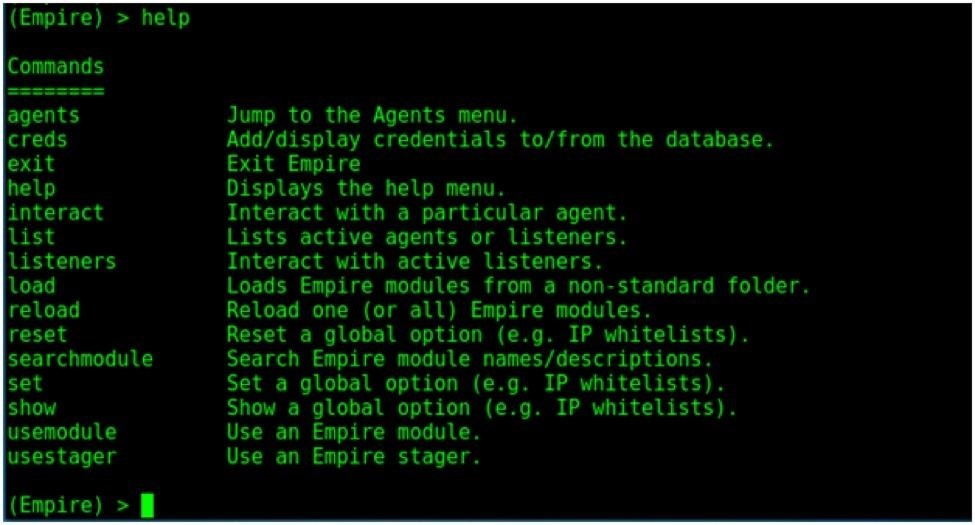 (Empire) > help
Commands
========
agents Jump to the Agents menu.
creds Add/display credentials to/from the database.
exit Exit Empire
help Displays the help menu.
interact Interact with a particular agent.
list Lists active agents or listeners.
listeners Interact with active listeners.
load Loads Empire modules from a non-standard folder.
reload Reload one (or all) Empire modules.
reset Reset a global option (e.g. IP whitelists).
searchmodule Search Empire module names/descriptions.
set Set a global option (e.g. IP whitelists).
show Show a global option (e.g. IP whitelists).
usemodule Use an Empire module.
usestager Use an Empire stager.
(Empire) >